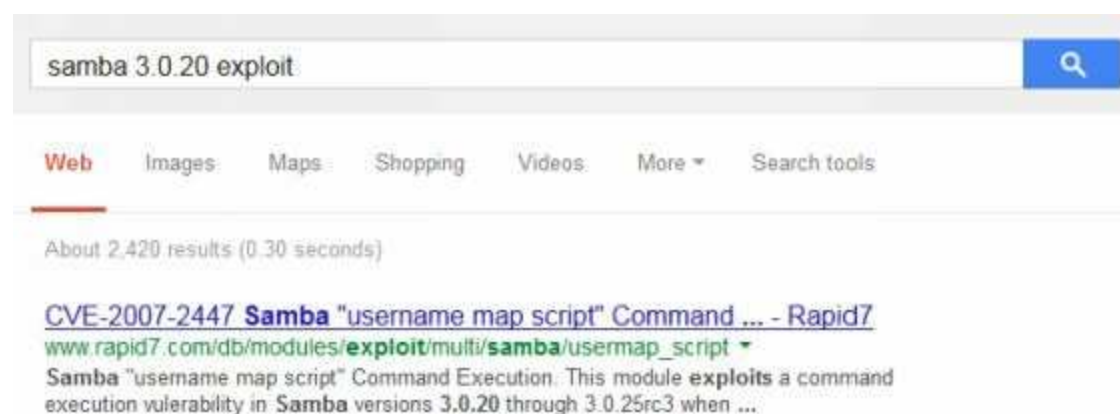 samba 3.0.20 exploit
Web Images Maps Shopping Videos More Search tools
About 2,420 results (0.30 seconds)
CVE-2007-2447 Samba "username map script" Command ... - Rapid7
www.rapid7.com/db/modules/exploit/multi/samba/usermap_script
Samba "username map script" Command Execution. This module exploits a command
execution vulerability in Samba versions 3.0.20 through 3.0.25rc3 when ...